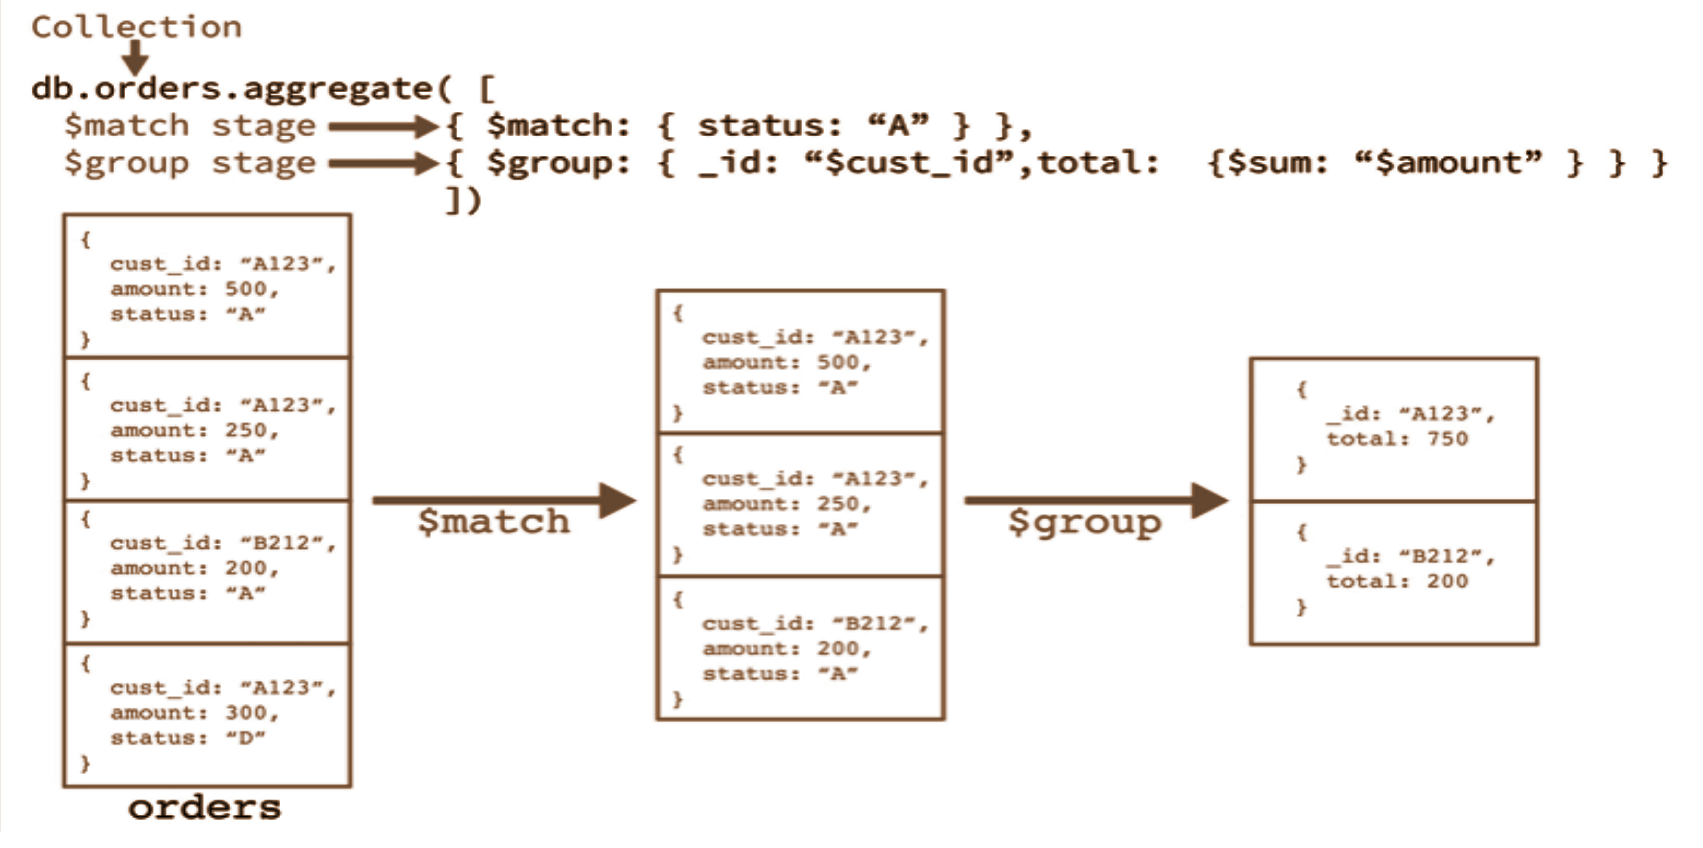 Collection
db.orders.aggregate( [
$match stage { $match: { status: “A” } },
$group stage { $group: { _id: “$cust_id”,total: {$sum: “$amount” } } }
])
{
cust_id: “A123”,
amount: 500,
status: “A”
}
{
cust_id: “A123”,
amount: 250,
status: “A”
}
{
cust_id: “B212”,
amount: 200,
status: “A”
}
{
cust_id: “A123”,
amount: 300,
status: “D”
}
orders
$match
{
cust_id: “A123”,
amount: 500,
status: “A”
}
{
cust_id: “A123”,
amount: 250,
status: “A”
}
{
cust_id: “B212”,
amount: 200,
status: “A”
}
$group
{
_id: “A123”,
total: 750
}
{
_id: “B212”,
total: 200
}